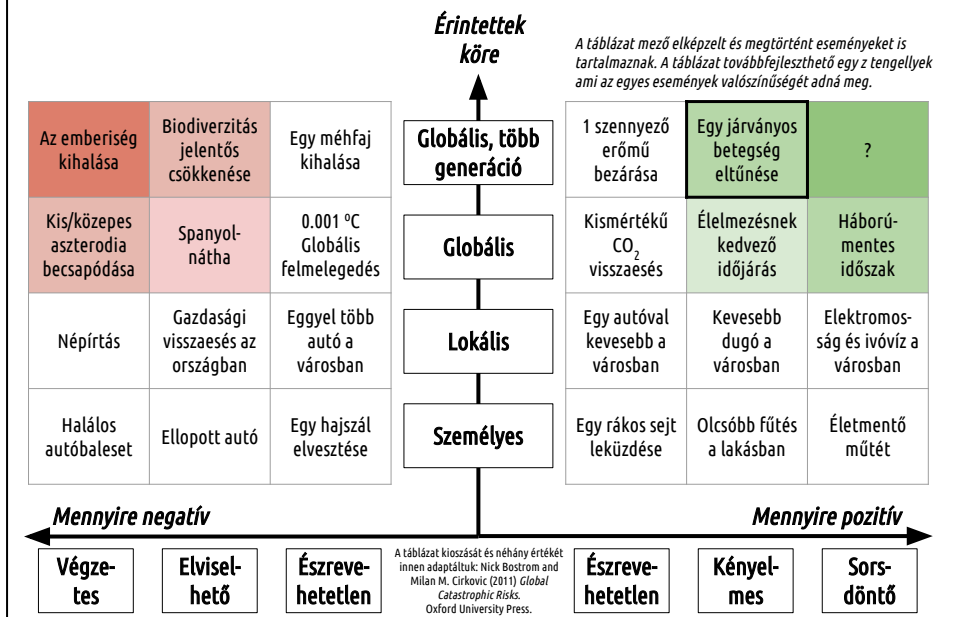 Érintettek
köre
A táblázat mező elképzelt és megtörtént eseményeket is
tartalmaznak. A táblázat továbbfejleszthető egy z tengellyek
ami az egyes események valószínűségét adná meg.
Az emberiség
kihalása
Biodiverzitás
jelentős
csökkenése
Egy méhfaj
kihalása
Globális, több
generáció
1 szennyező
erőmű
bezárása
Egy járványos
betegség
eltűnése
?
Kis/közepes
aszterodia
becsapódása
Spanyol-
nátha
0.001 ⁰C
Globális
felmelegedés
Globális
Kismértékű
CO₂
visszaesés
Élelmezésnek
kedvező
időjárás
Háború-
mentes
időszak
Népírtás
Gazdasági
visszaesés az
országban
Eggyel több
autó a
városban
Lokális
Egy autóval
kevesebb a
városban
Kevesebb
dugó a
városban
Elektromos-
ság és ivóvíz a
városban
Halálos
autóbaleset
Ellopott autó
Egy hajszál
elvesztése
Személyes
Egy rákos sejt
leküzdése
Olcsóbb fűtés
a lakásban
Életmentő
műtét
Mennyire negatív
Mennyire pozitív
Végze-
tes
Elvisel-
hető
Észreve-
hetetlen
A táblázat kioszását és néhány értékét
innen adaptáltuk: Nick Bostrom and
Milan M. Cirkovic (2011) Global
Catastrophic Risks.
Oxford University Press.
Észreve-
hetetlen
Kényel-
mes
Sors-
döntő